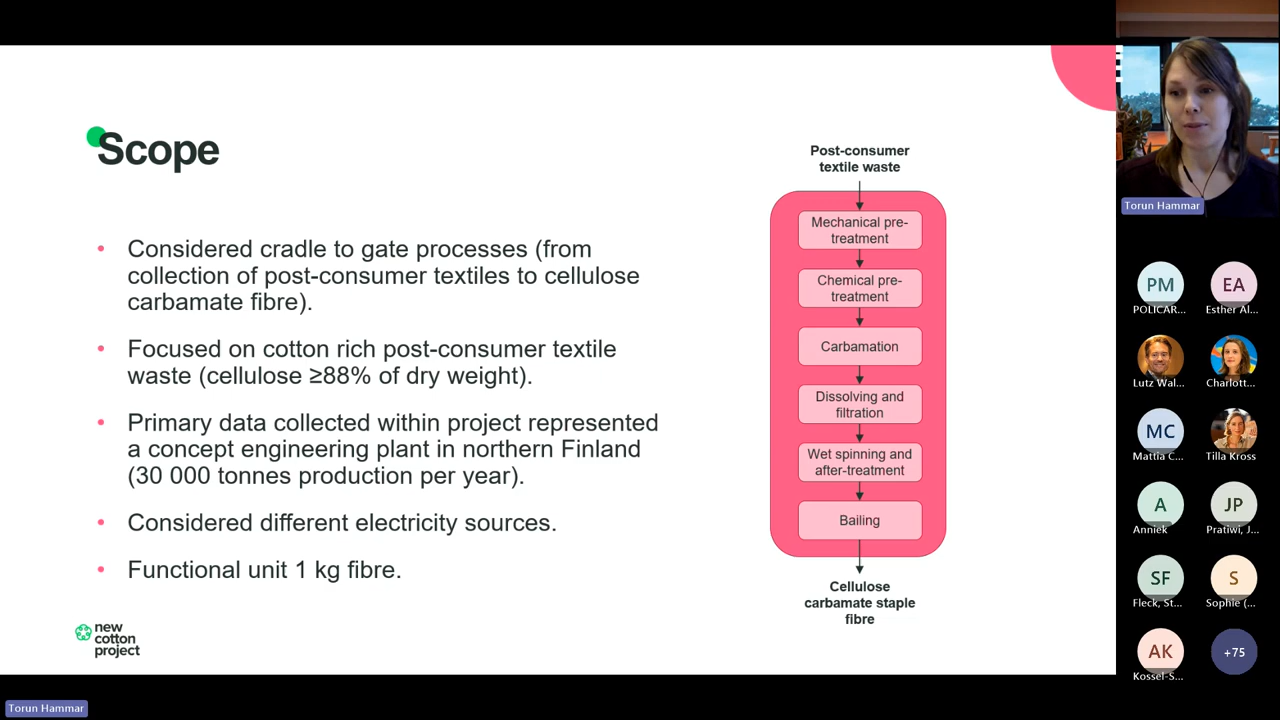 Scope
• Considered cradle to gate processes (from
collection of post-consumer textiles to cellulose
carbamate fibre).
• Focused on cotton rich post-consumer textile
waste (cellulose ≥88% of dry weight).
• Primary data collected within project represented
a concept engineering plant in northern Finland
(30 000 tonnes production per year).
• Considered different electricity sources.
• Functional unit 1 kg fibre.
new
cotton
project
Post-consumer
textile waste
Mechanical pre-
treatment
Chemical pre-
treatment
Carbamation
Dissolving and
filtration
Wet spinning and
after-treatment
Bailing
Cellulose
carbamate staple
fibre
Torun Hammar
PM
POLICAR...
EA
Esther Al...
Lutz Wal...
Charlott...
MC
Mattia C...
Tilla Kross
A
Anniek
JP
Pratiwi, J...
SF
Fleck, St...
S
Sophie (...
AK
Kossel-S...
+75
Torun Hammar